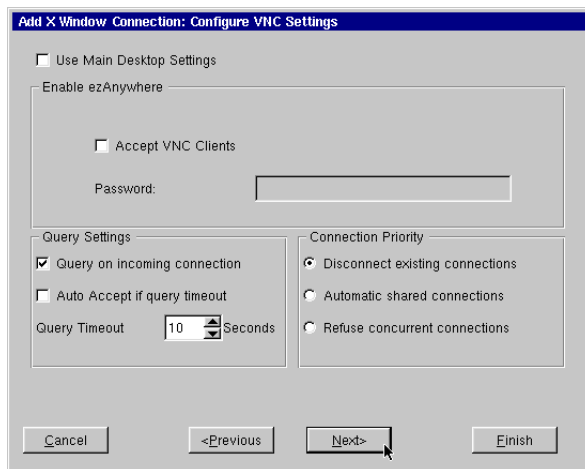 Add X Window Connection: Configure VNC Settings
Use Main Desktop Settings
Enable ezAnywhere
Accept VNC Clients
Password:
Query Settings
Query on incoming connection
Auto Accept if query timeout
Query Timeout 10 Seconds
Connection Priority
Disconnect existing connections
Automatic shared connections
Refuse concurrent connections
Cancel <Previous Next> Finish